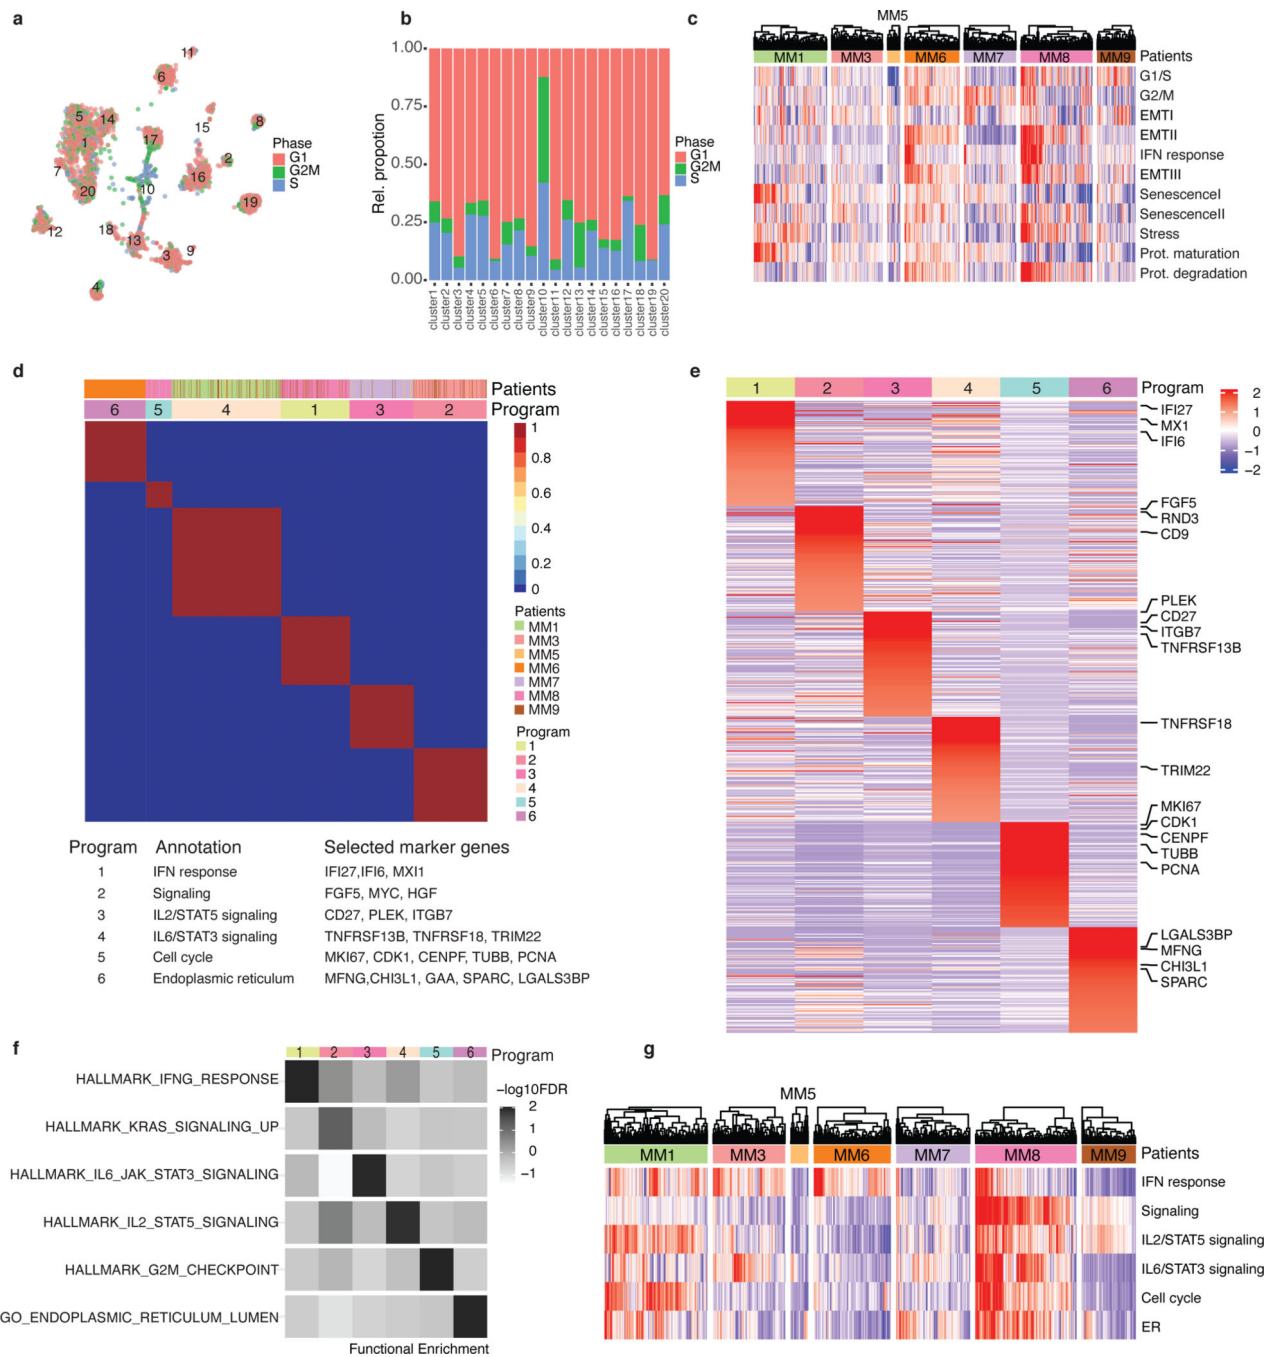 a
11
6
5
14
1
7
20
15
17
8
2
16
10
19
12
18
13
3
9
4
Phase
G1
G2M
S
b
Rel. propotion
1.00
0.75
0.50
0.25
0.00
cluster1
cluster2
cluster3
cluster4
cluster5
cluster6
cluster7
cluster8
cluster9
cluster10
cluster11
cluster12
cluster13
cluster14
cluster15
cluster16
cluster17
cluster18
cluster19
cluster20
Phase
G1
G2M
S
c
MM5
MM1 MM3 MM6 MM7 MM8 MM9 Patients
G1/S
G2/M
EMTI
EMTII
IFN response
EMTIII
SenescenceI
SenescenceII
Stress
Prot. maturation
Prot. degradation
d
Patients
6 5 4 1 3 2 Program
1
0.8
0.6
0.4
0.2
0
Patients
MM1
MM3
MM5
MM6
MM7
MM8
MM9
Program
1
2
3
4
5
6
Program Annotation Selected marker genes
1 IFN response IFI27,IFI6, MXI1
2 Signaling FGF5, MYC, HGF
3 IL2/STAT5 signaling CD27, PLEK, ITGB7
4 IL6/STAT3 signaling TNFRSF13B, TNFRSF18, TRIM22
5 Cell cycle MKI67, CDK1, CENPF, TUBB, PCNA
6 Endoplasmic reticulum MFNG,CHI3L1, GAA, SPARC, LGALS3BP
e
1 2 3 4 5 6 Program
2
1
0
−1
−2
IFI27
MX1
IFI6
FGF5
RND3
CD9
PLEK
CD27
ITGB7
TNFRSF13B
TNFRSF18
TRIM22
MKI67
CDK1
CENPF
TUBB
PCNA
LGALS3BP
MFNG
CHI3L1
SPARC
f
1 2 3 4 5 6 Program
HALLMARK_IFNG_RESPONSE
HALLMARK_KRAS_SIGNALING_UP
HALLMARK_IL6_JAK_STAT3_SIGNALING
HALLMARK_IL2_STAT5_SIGNALING
HALLMARK_G2M_CHECKPOINT
GO_ENDOPLASMIC_RETICULUM_LUMEN
Functional Enrichment
−log10FDR
2
1
0
−1
g
MM5
MM1 MM3 MM6 MM7 MM8 MM9 Patients
IFN response
Signaling
IL2/STAT5 signaling
IL6/STAT3 signaling
Cell cycle
ER